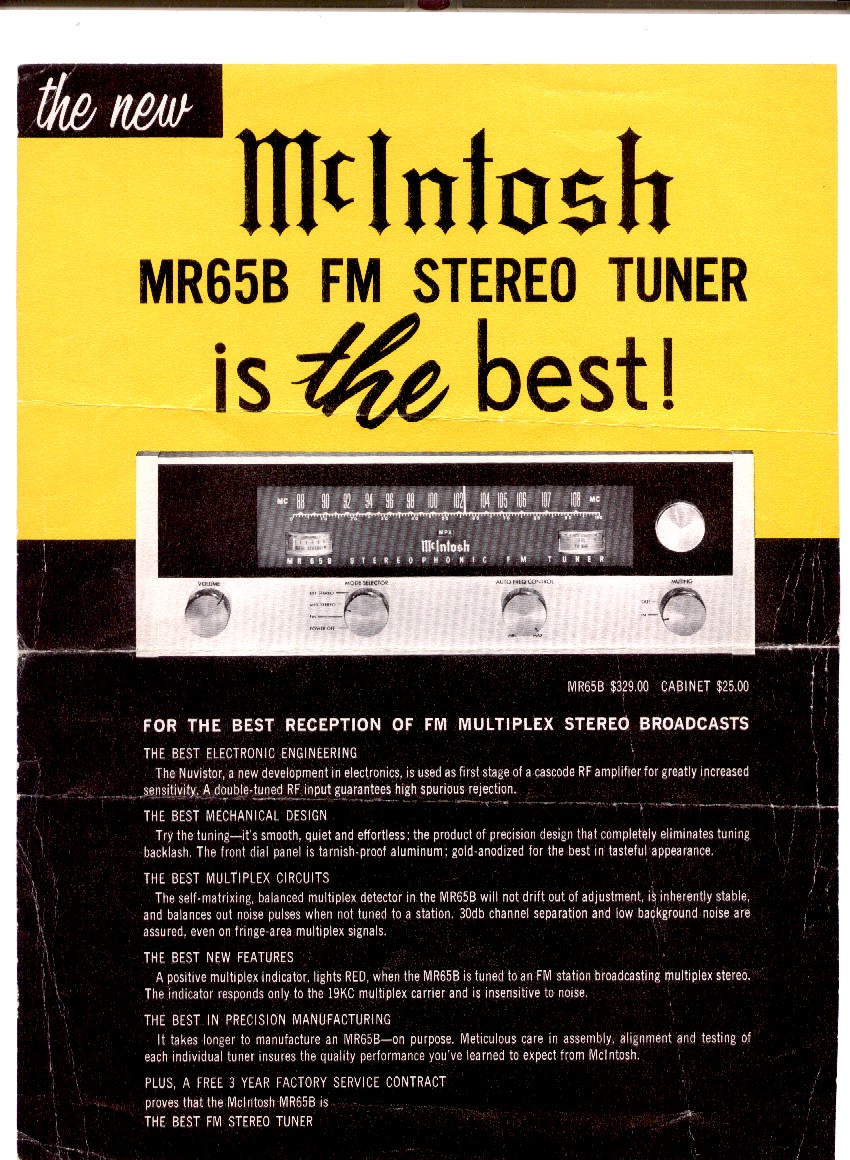 the new
McIntosh
MR65B FM STEREO TUNER
is the best!
MC 88 90 92 94 96 98 100 102 104 105 106 107 108 MC
MPX
McIntosh
MR 65B STEREOPHONIC FM TUNER
VOLUME MODE SELECTOR AUTO FREQ CONTROL MUTING
POWER OFF
MR65B $329.00 CABINET $25.00
FOR THE BEST RECEPTION OF FM MULTIPLEX STEREO BROADCASTS
THE BEST ELECTRONIC ENGINEERING
The Nuvistor, a new development in electronics, is used as first stage of a cascode RF amplifier for greatly increased
sensitivity. A double-tuned RF input guarantees high spurious rejection.
THE BEST MECHANICAL DESIGN
Try the tuning—it's smooth, quiet and effortless; the product of precision design that completely eliminates tuning
backlash. The front dial panel is tarnish-proof aluminum; gold-anodized for the best in tasteful appearance.
THE BEST MULTIPLEX CIRCUITS
The self-matrixing, balanced multiplex detector in the MR65B will not drift out of adjustment, is inherently stable,
and balances out noise pulses when not tuned to a station. 30db channel separation and low background noise are
assured, even on fringe-area multiplex signals.
THE BEST NEW FEATURES
A positive multiplex indicator, lights RED, when the MR65B is tuned to an FM station broadcasting multiplex stereo.
The indicator responds only to the 19KC multiplex carrier and is insensitive to noise.
THE BEST IN PRECISION MANUFACTURING
It takes longer to manufacture an MR65B—on purpose. Meticulous care in assembly, alignment and testing of
each individual tuner insures the quality performance you've learned to expect from McIntosh.
PLUS, A FREE 3 YEAR FACTORY SERVICE CONTRACT
proves that the McIntosh MR65B is
THE BEST FM STEREO TUNER